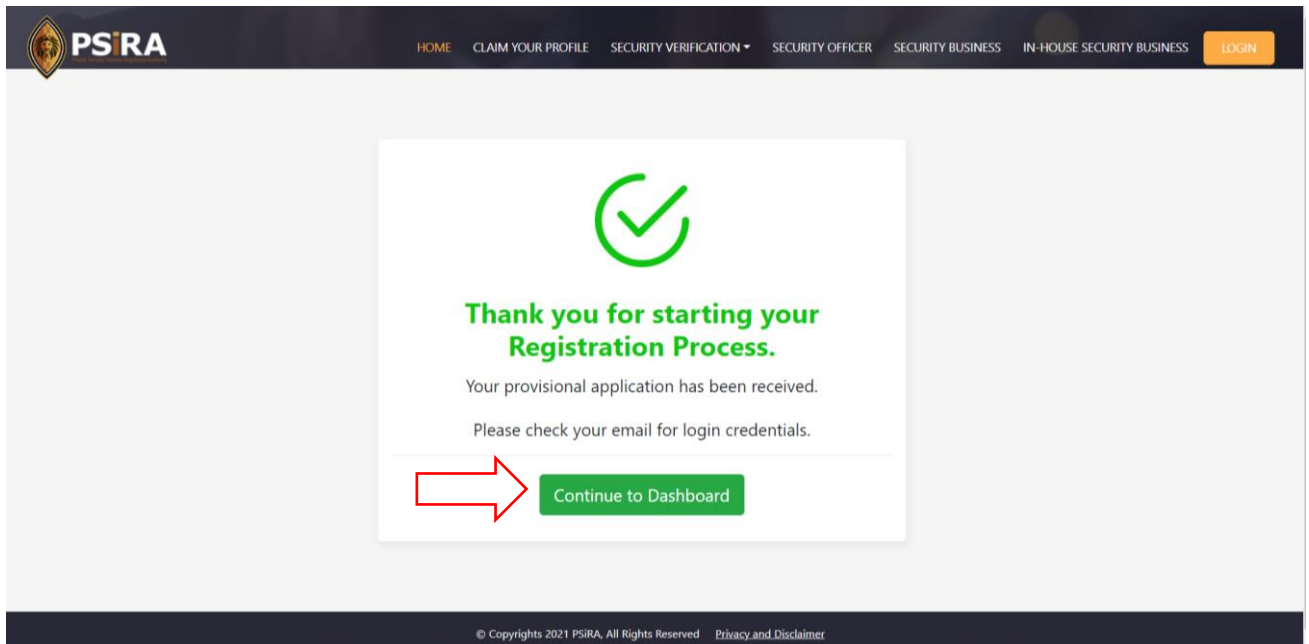 PSiRA
HOME CLAIM YOUR PROFILE SECURITY VERIFICATION SECURITY OFFICER SECURITY BUSINESS IN-HOUSE SECURITY BUSINESS LOGIN
Thank you for starting your
Registration Process.
Your provisional application has been received.
Please check your email for login credentials.
Continue to Dashboard
© Copyrights 2021 PSiRA, All Rights Reserved Privacy and Disclaimer